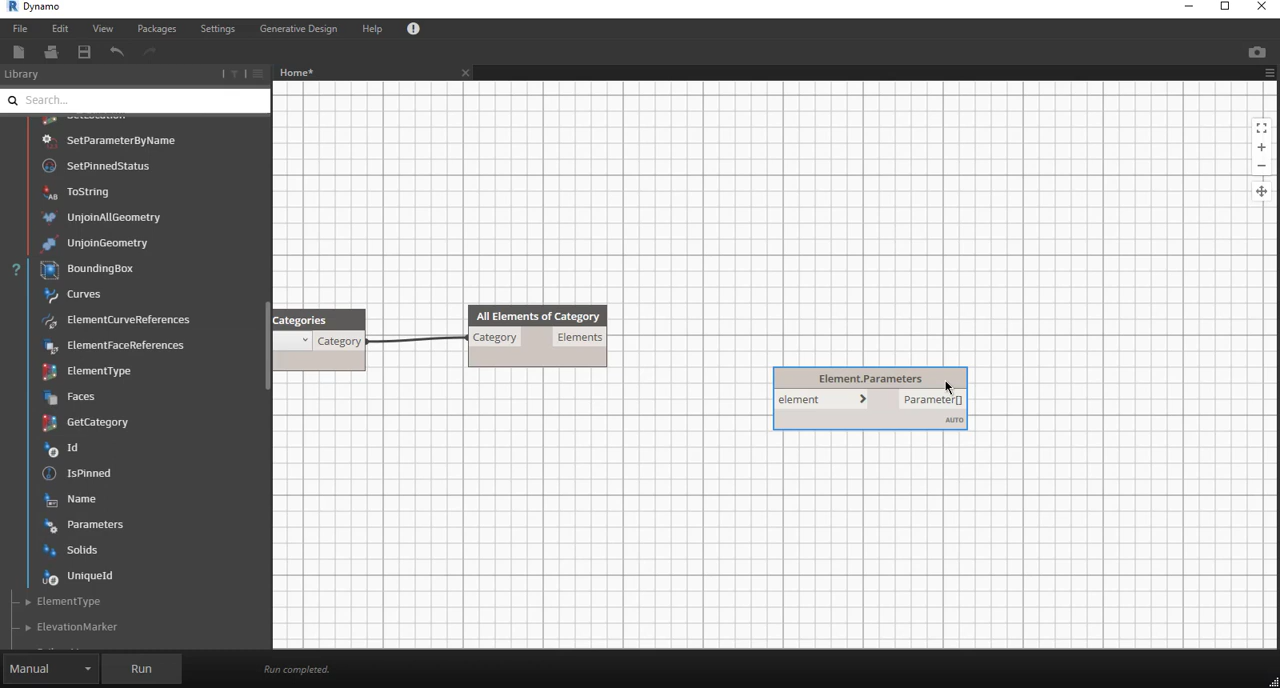 Dynamo
File Edit View Packages Settings Generative Design Help
Library
Home*
Search...
SetLocation
SetParameterByName
SetPinnedStatus
ToString
UnjoinAllGeometry
UnjoinGeometry
BoundingBox
Curves
ElementCurveReferences
ElementFaceReferences
ElementType
Faces
GetCategory
Id
IsPinned
Name
Parameters
Solids
UniqueId
ElementType
ElevationMarker
Categories
Category
All Elements of Category
Category Elements
Element.Parameters
element > Parameter[]
AUTO
Manual Run Run completed.